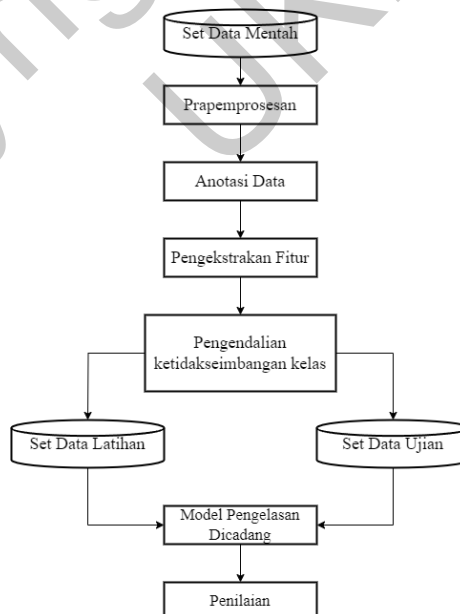 Set Data Mentah
Prapemprosesan
Anotasi Data
Pengekstrakan Fitur
Pengendalian
ketidakseimbangan kelas
Set Data Latihan
Set Data Ujian
Model Pengelasan
Dicadang
Penilaian